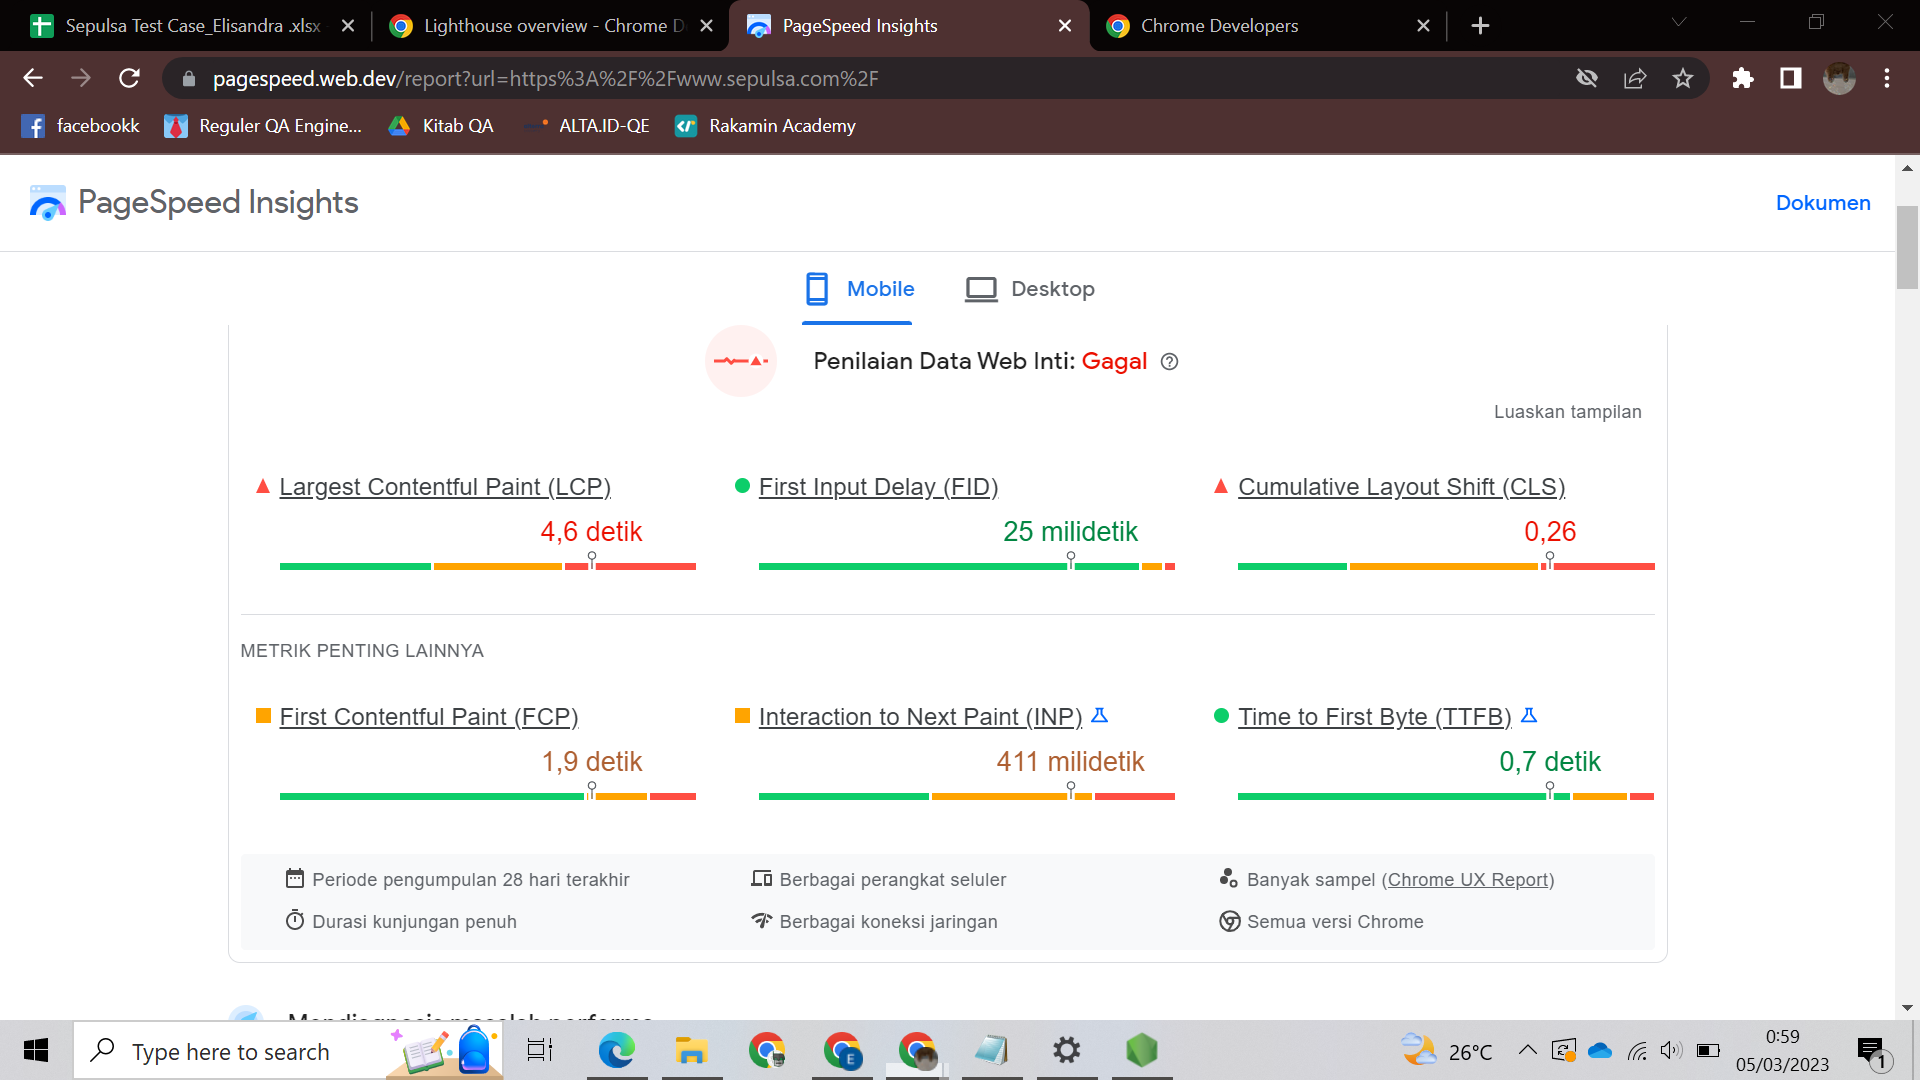 Sepulsa Test Case_Elisandra .xlsx
Lighthouse overview - Chrome D
PageSpeed Insights
Chrome Developers
pagespeed.web.dev/report?url=https%3A%2F%2Fwww.sepulsa.com%2F
facebookk
Reguler QA Engine...
Kitab QA
ALTA.ID-QE
Rakamin Academy
PageSpeed Insights
Dokumen
Mobile
Desktop
Penilaian Data Web Inti: Gagal
Luaskan tampilan
Largest Contentful Paint (LCP)
4,6 detik
First Input Delay (FID)
25 milidetik
Cumulative Layout Shift (CLS)
0,26
METRIK PENTING LAINNYA
First Contentful Paint (FCP)
1,9 detik
Interaction to Next Paint (INP)
411 milidetik
Time to First Byte (TTFB)
0,7 detik
Periode pengumpulan 28 hari terakhir
Berbagai perangkat seluler
Banyak sampel (Chrome UX Report)
Durasi kunjungan penuh
Berbagai koneksi jaringan
Semua versi Chrome
Mendiagnosis masalah performa
Type here to search
E
26°C
0:59
05/03/2023
1